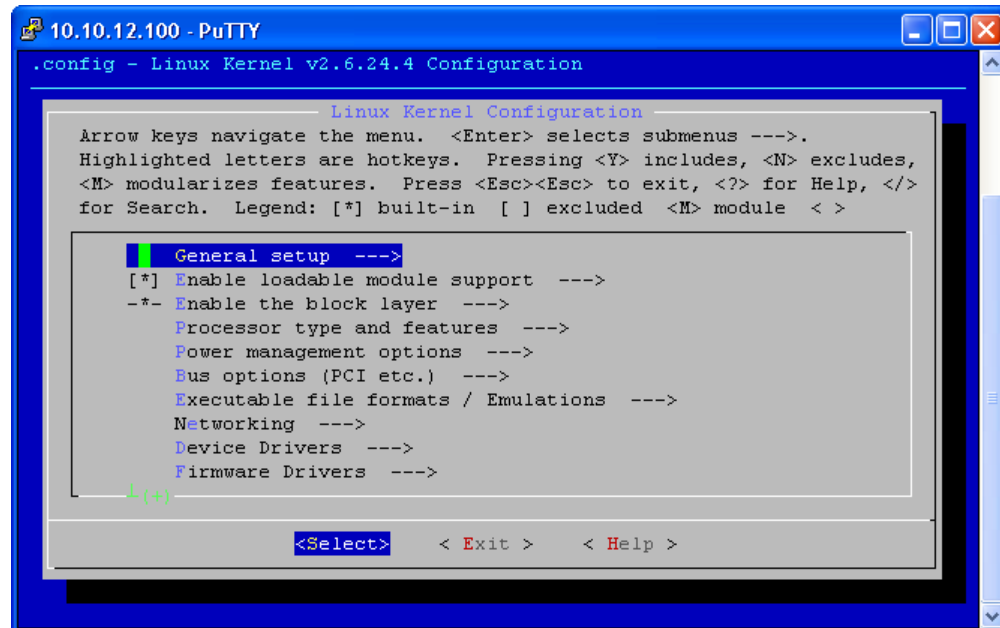 10.10.12.100 - PuTTY
.config - Linux Kernel v2.6.24.4 Configuration
Linux Kernel Configuration
Arrow keys navigate the menu.  <Enter> selects submenus --->.
Highlighted letters are hotkeys.  Pressing <Y> includes, <N> excludes,
<M> modularizes features.  Press <Esc><Esc> to exit, <?> for Help, </>
for Search.  Legend: [*] built-in  [ ] excluded  <M> module  < >
General setup  --->
[*] Enable loadable module support  --->
-*- Enable the block layer  --->
Processor type and features  --->
Power management options  --->
Bus options (PCI etc.)  --->
Executable file formats / Emulations  --->
Networking  --->
Device Drivers  --->
Firmware Drivers  --->
<Select>    < Exit >    < Help >